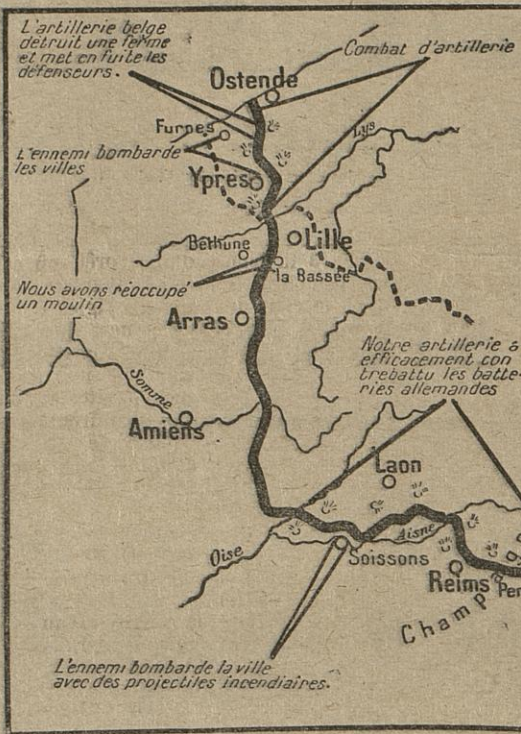 L'artillerie belge
détruit une ferme
et met en fuite les
défenseurs.
Combat d'artillerie
Ostende
Furnes
Lys
L'ennemi bombarde
les villes
Ypres
Béthune
Lille
la Bassée
Nous avons réoccupé
un moulin
Arras
Notre artillerie a
efficacement con
trebattu les batte-
ries allemandes
Somme
Amiens
Laon
Oise
Aisne
Soissons
Reims
Per
Champag
L'ennemi bombarde la ville
avec des projectiles incendiaires.